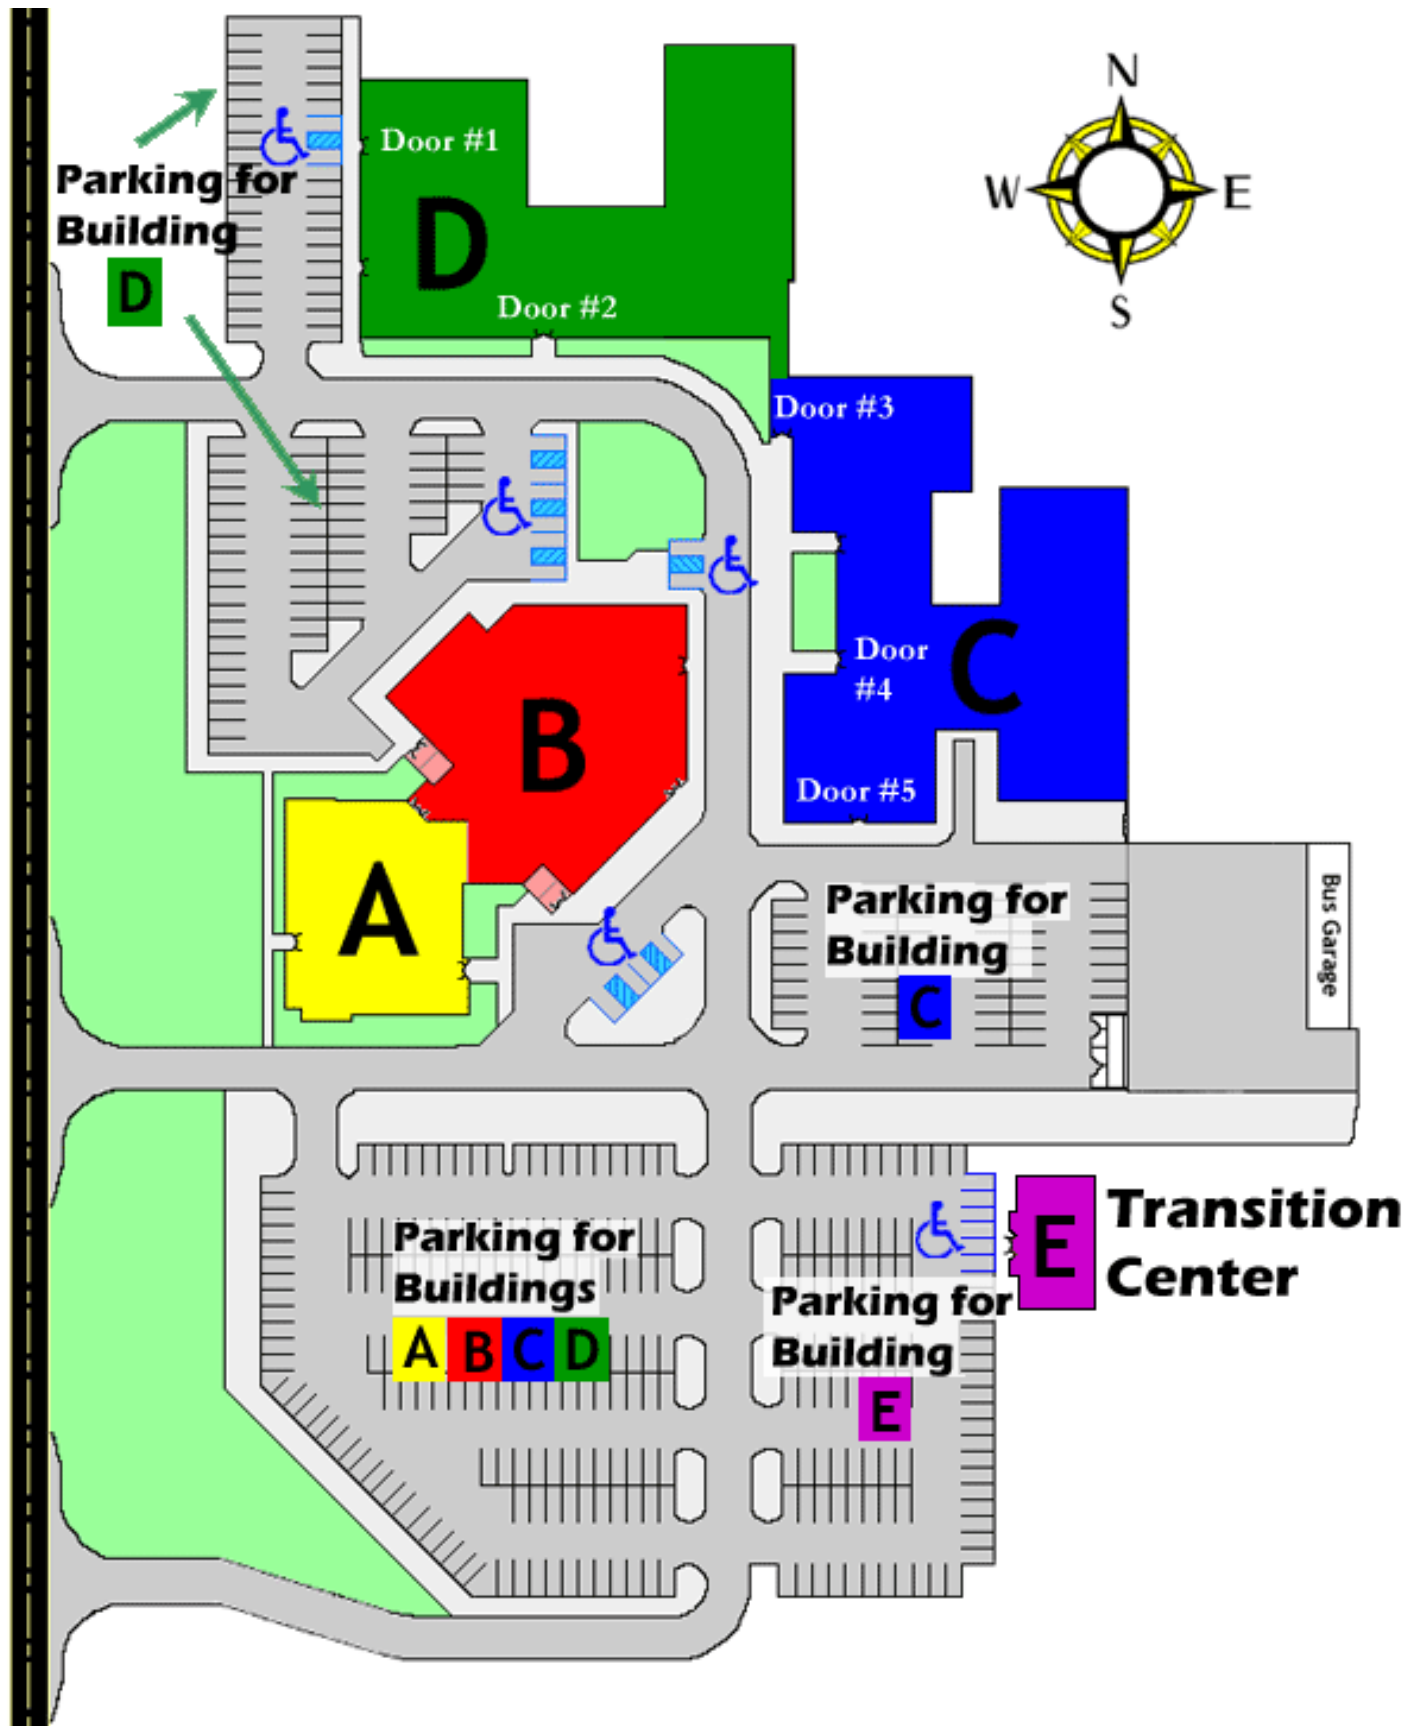 N
W
E
S
Door #1
D
Door #2
Parking for
Building
D
Door #3
Door
#4
C
Door #5
B
A
Parking for
Building
C
Bus Garage
Parking for
Buildings
A B C D
E
Transition
Center
Parking for
Building
E